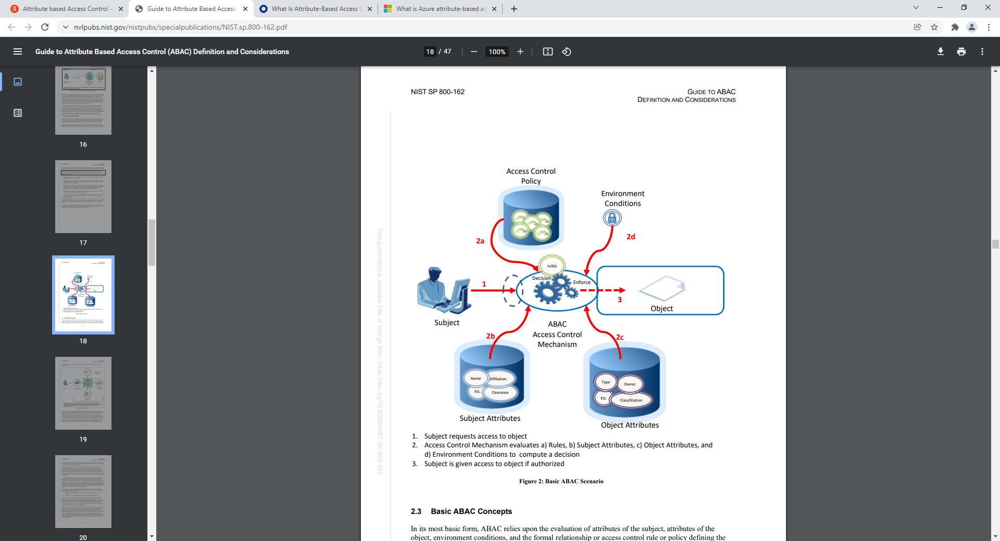 Attribute based Access Control –
Guide to Attribute Based Access
What Is Attribute-Based Access C
What is Azure attribute-based ac
nvlpubs.nist.gov/nistpubs/specialpublications/NIST.sp.800-162.pdf
Guide to Attribute Based Access Control (ABAC) Definition and Considerations
18 / 47
100%
16
17
18
19
20
NIST SP 800-162
GUIDE TO ABAC
DEFINITION AND CONSIDERATIONS
This publication is available free of charge from: https://doi.org/10.6028/NIST.SP.800-162
Access Control
Policy
Environment
Conditions
2a
2d
rules
Decision
Enforce
1
3
Subject
Object
ABAC
Access Control
Mechanism
2b
2c
Name
Affiliation
Etc.
Clearance
Subject Attributes
Type
Owner
Etc.
Classification
Object Attributes
1. Subject requests access to object
2. Access Control Mechanism evaluates a) Rules, b) Subject Attributes, c) Object Attributes, and
d) Environment Conditions to compute a decision
3. Subject is given access to object if authorized
Figure 2: Basic ABAC Scenario
2.3 Basic ABAC Concepts
In its most basic form, ABAC relies upon the evaluation of attributes of the subject, attributes of the
object, environment conditions, and the formal relationship or access control rule or policy defining the